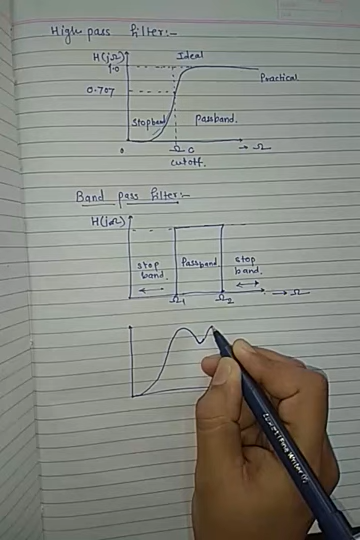 High pass filter:-
H(jΩ)
Ideal
1.0
Practical
0.707
Stopband
Passband.
0
Ω C
→ Ω
cutoff.
Band pass filter:-
H(jΩ)
stop
band.
Passband
stop
band.
Ω1
Ω2
→ Ω